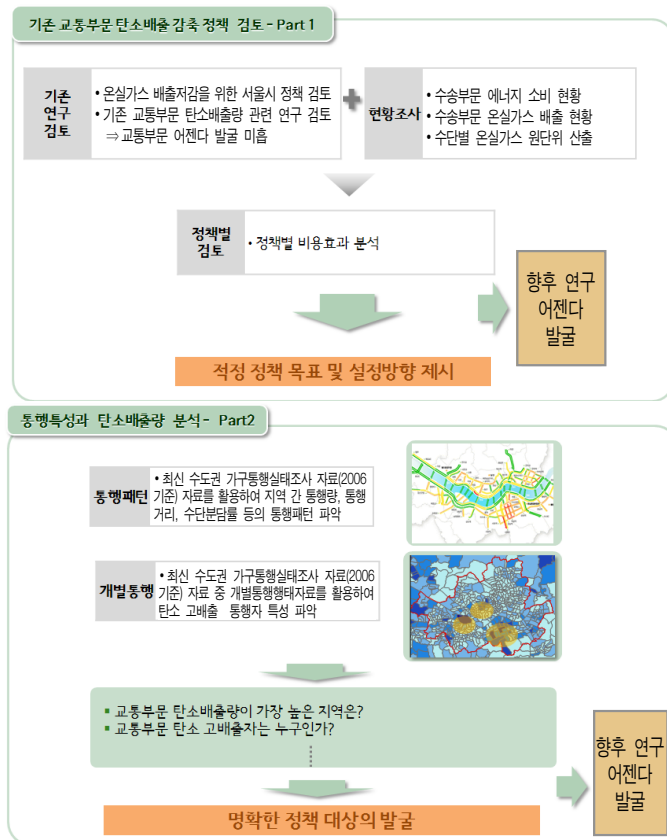 기존 교통부문 탄소배출 감축 정책 검토 - Part 1
기존
연구
검토
• 온실가스 배출저감을 위한 서울시 정책 검토
• 기존 교통부문 탄소배출량 관련 연구 검토
⇒교통부문 어젠다 발굴 미흡
현황조사
• 수송부문 에너지 소비 현황
• 수송부문 온실가스 배출 현황
• 수단별 온실가스 원단위 산출
정책별
검토
• 정책별 비용효과 분석
향후 연구
어젠다
발굴
적정 정책 목표 및 설정방향 제시
통행특성과 탄소배출량 분석 - Part2
통행패턴
• 최신 수도권 가구통행실태조사 자료(2006
기준) 자료를 활용하여 지역 간 통행량, 통행
거리, 수단분담률 등의 통행패턴 파악
개별통행
• 최신 수도권 가구통행실태조사 자료(2006
기준) 자료 중 개별통행행태자료를 활용하여
탄소 고배출 통행자 특성 파악
▪ 교통부문 탄소배출량이 가장 높은 지역은?
▪ 교통부문 탄소 고배출자는 누구인가?
향후 연구
어젠다
발굴
명확한 정책 대상의 발굴